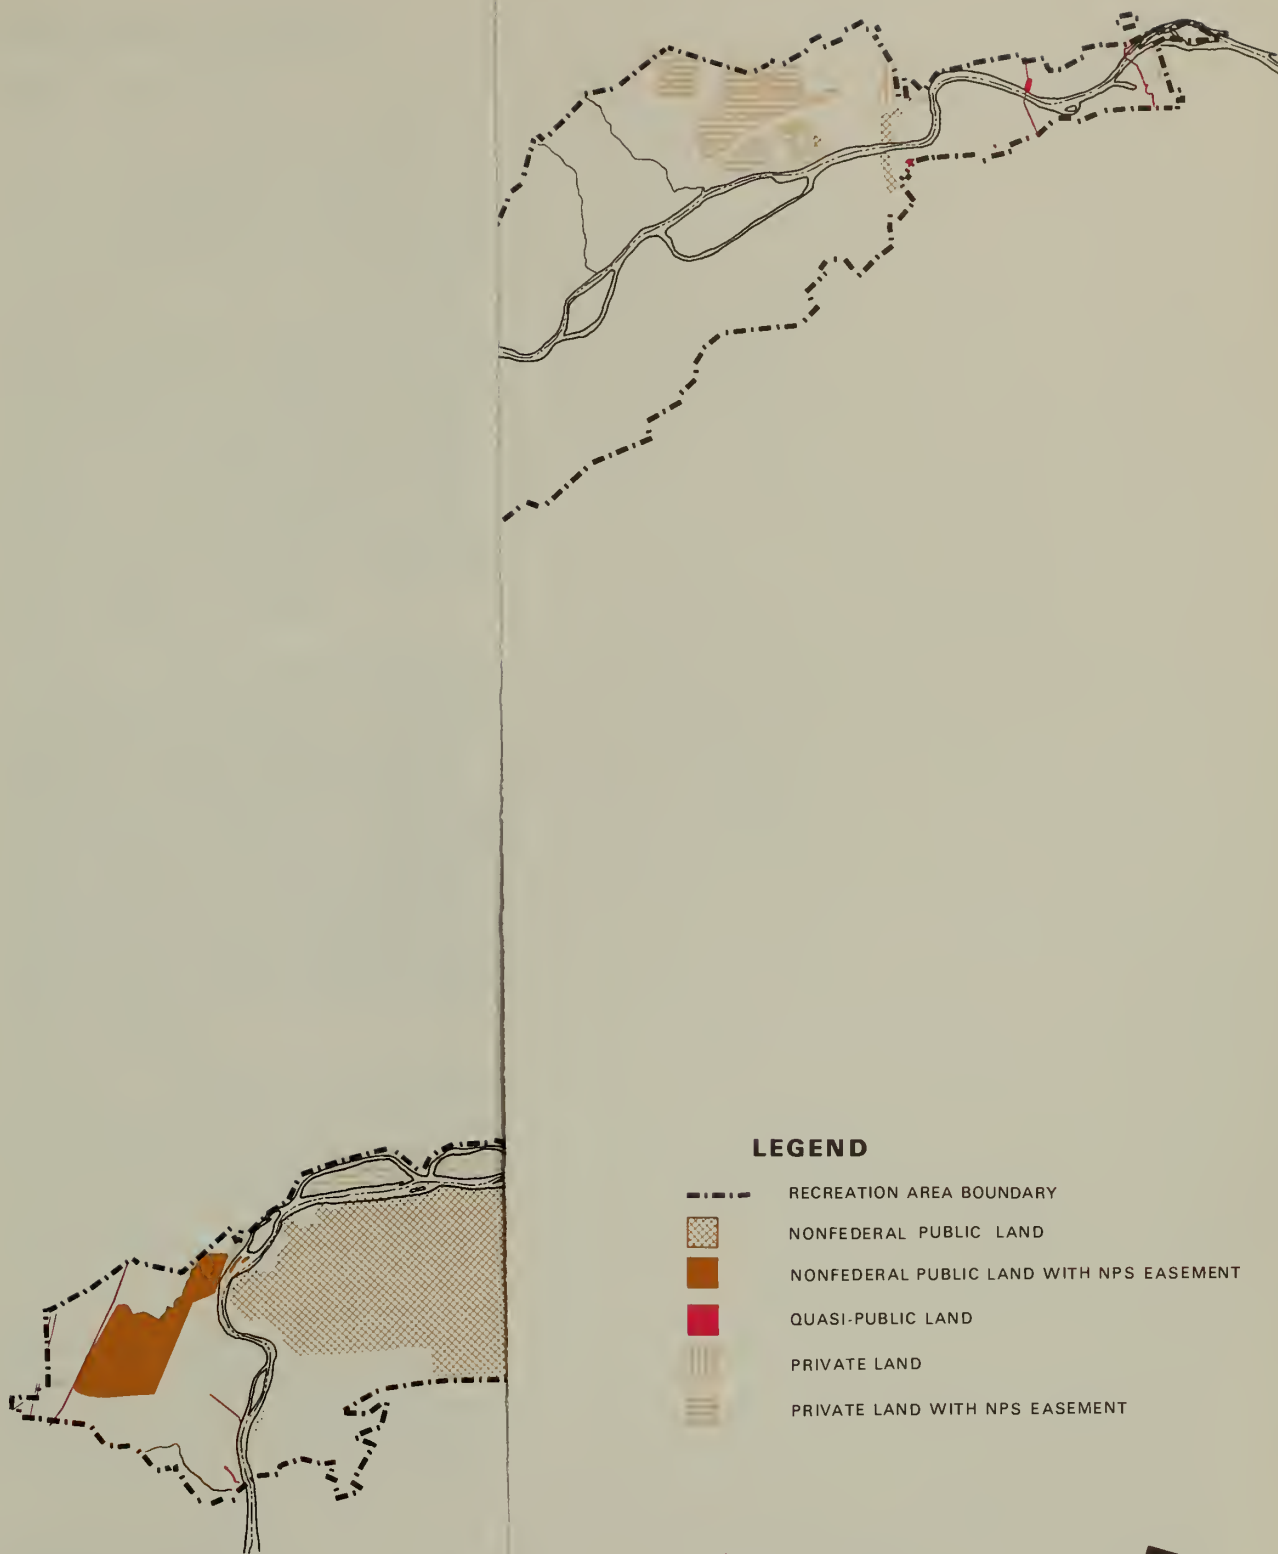 LEGEND
RECREATION AREA BOUNDARY
NONFEDERAL PUBLIC LAND
NONFEDERAL PUBLIC LAND WITH NPS EASEMENT
QUASI-PUBLIC LAND
PRIVATE LAND
PRIVATE LAND WITH NPS EASEMENT